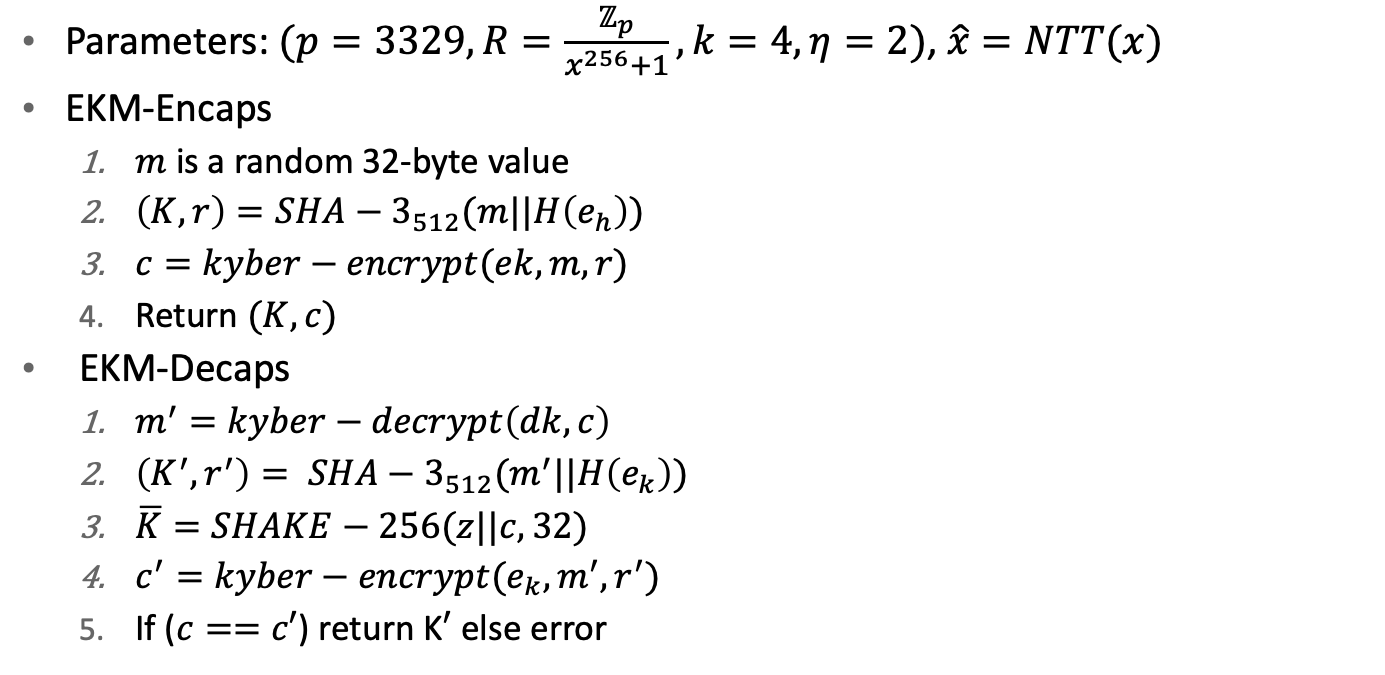 • Parameters: (p = 3329, R = ℤₚ/x²⁵⁶+1, k = 4, η = 2), x̂ = NTT(x)
• EKM-Encaps
1. m is a random 32-byte value
2. (K, r) = SHA − 3₅₁₂(m||H(eₕ))
3. c = kyber − encrypt(ek, m, r)
4. Return (K, c)
• EKM-Decaps
1. m′ = kyber − decrypt(dk, c)
2. (K′, r′) = SHA − 3₅₁₂(m′||H(eₖ))
3. K̅ = SHAKE − 256(z||c, 32)
4. c′ = kyber − encrypt(eₖ, m′, r′)
5. If (c == c′) return K′ else error